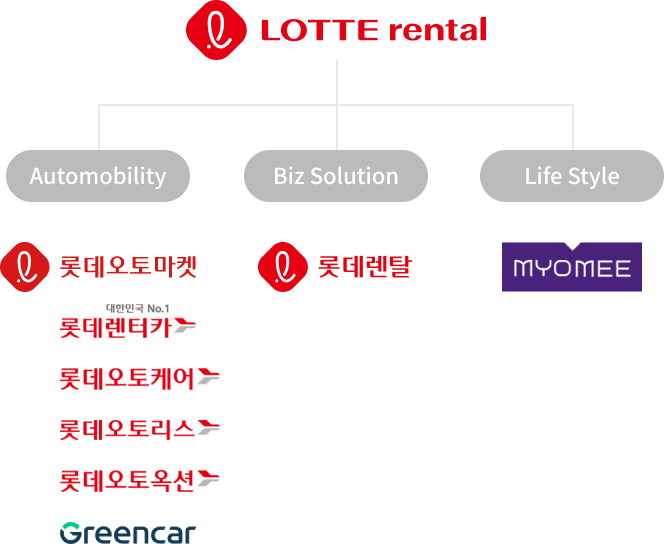 LOTTE rental
Automobility
Biz Solution
Life Style
롯데오토마켓
롯데렌탈
MYOMEE
대한민국 No.1
롯데렌터카
롯데오토케어
롯데오토리스
롯데오토옥션
Greencar